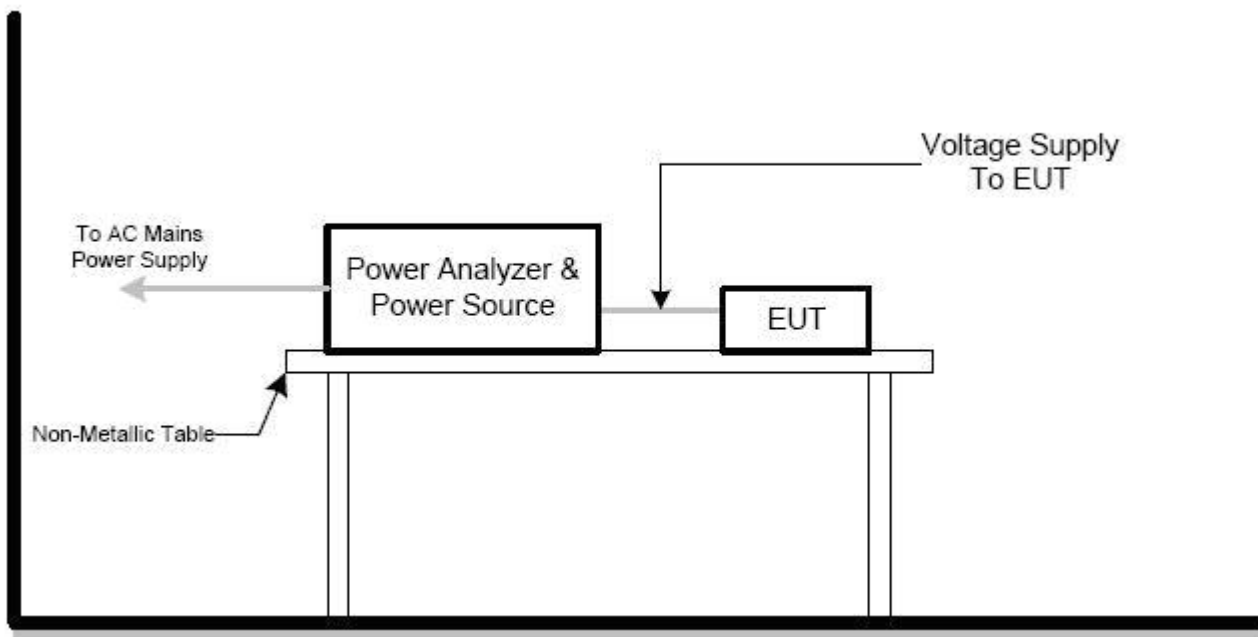 Voltage Supply
To EUT
To AC Mains
Power Supply
Power Analyzer &
Power Source
EUT
Non-Metallic Table